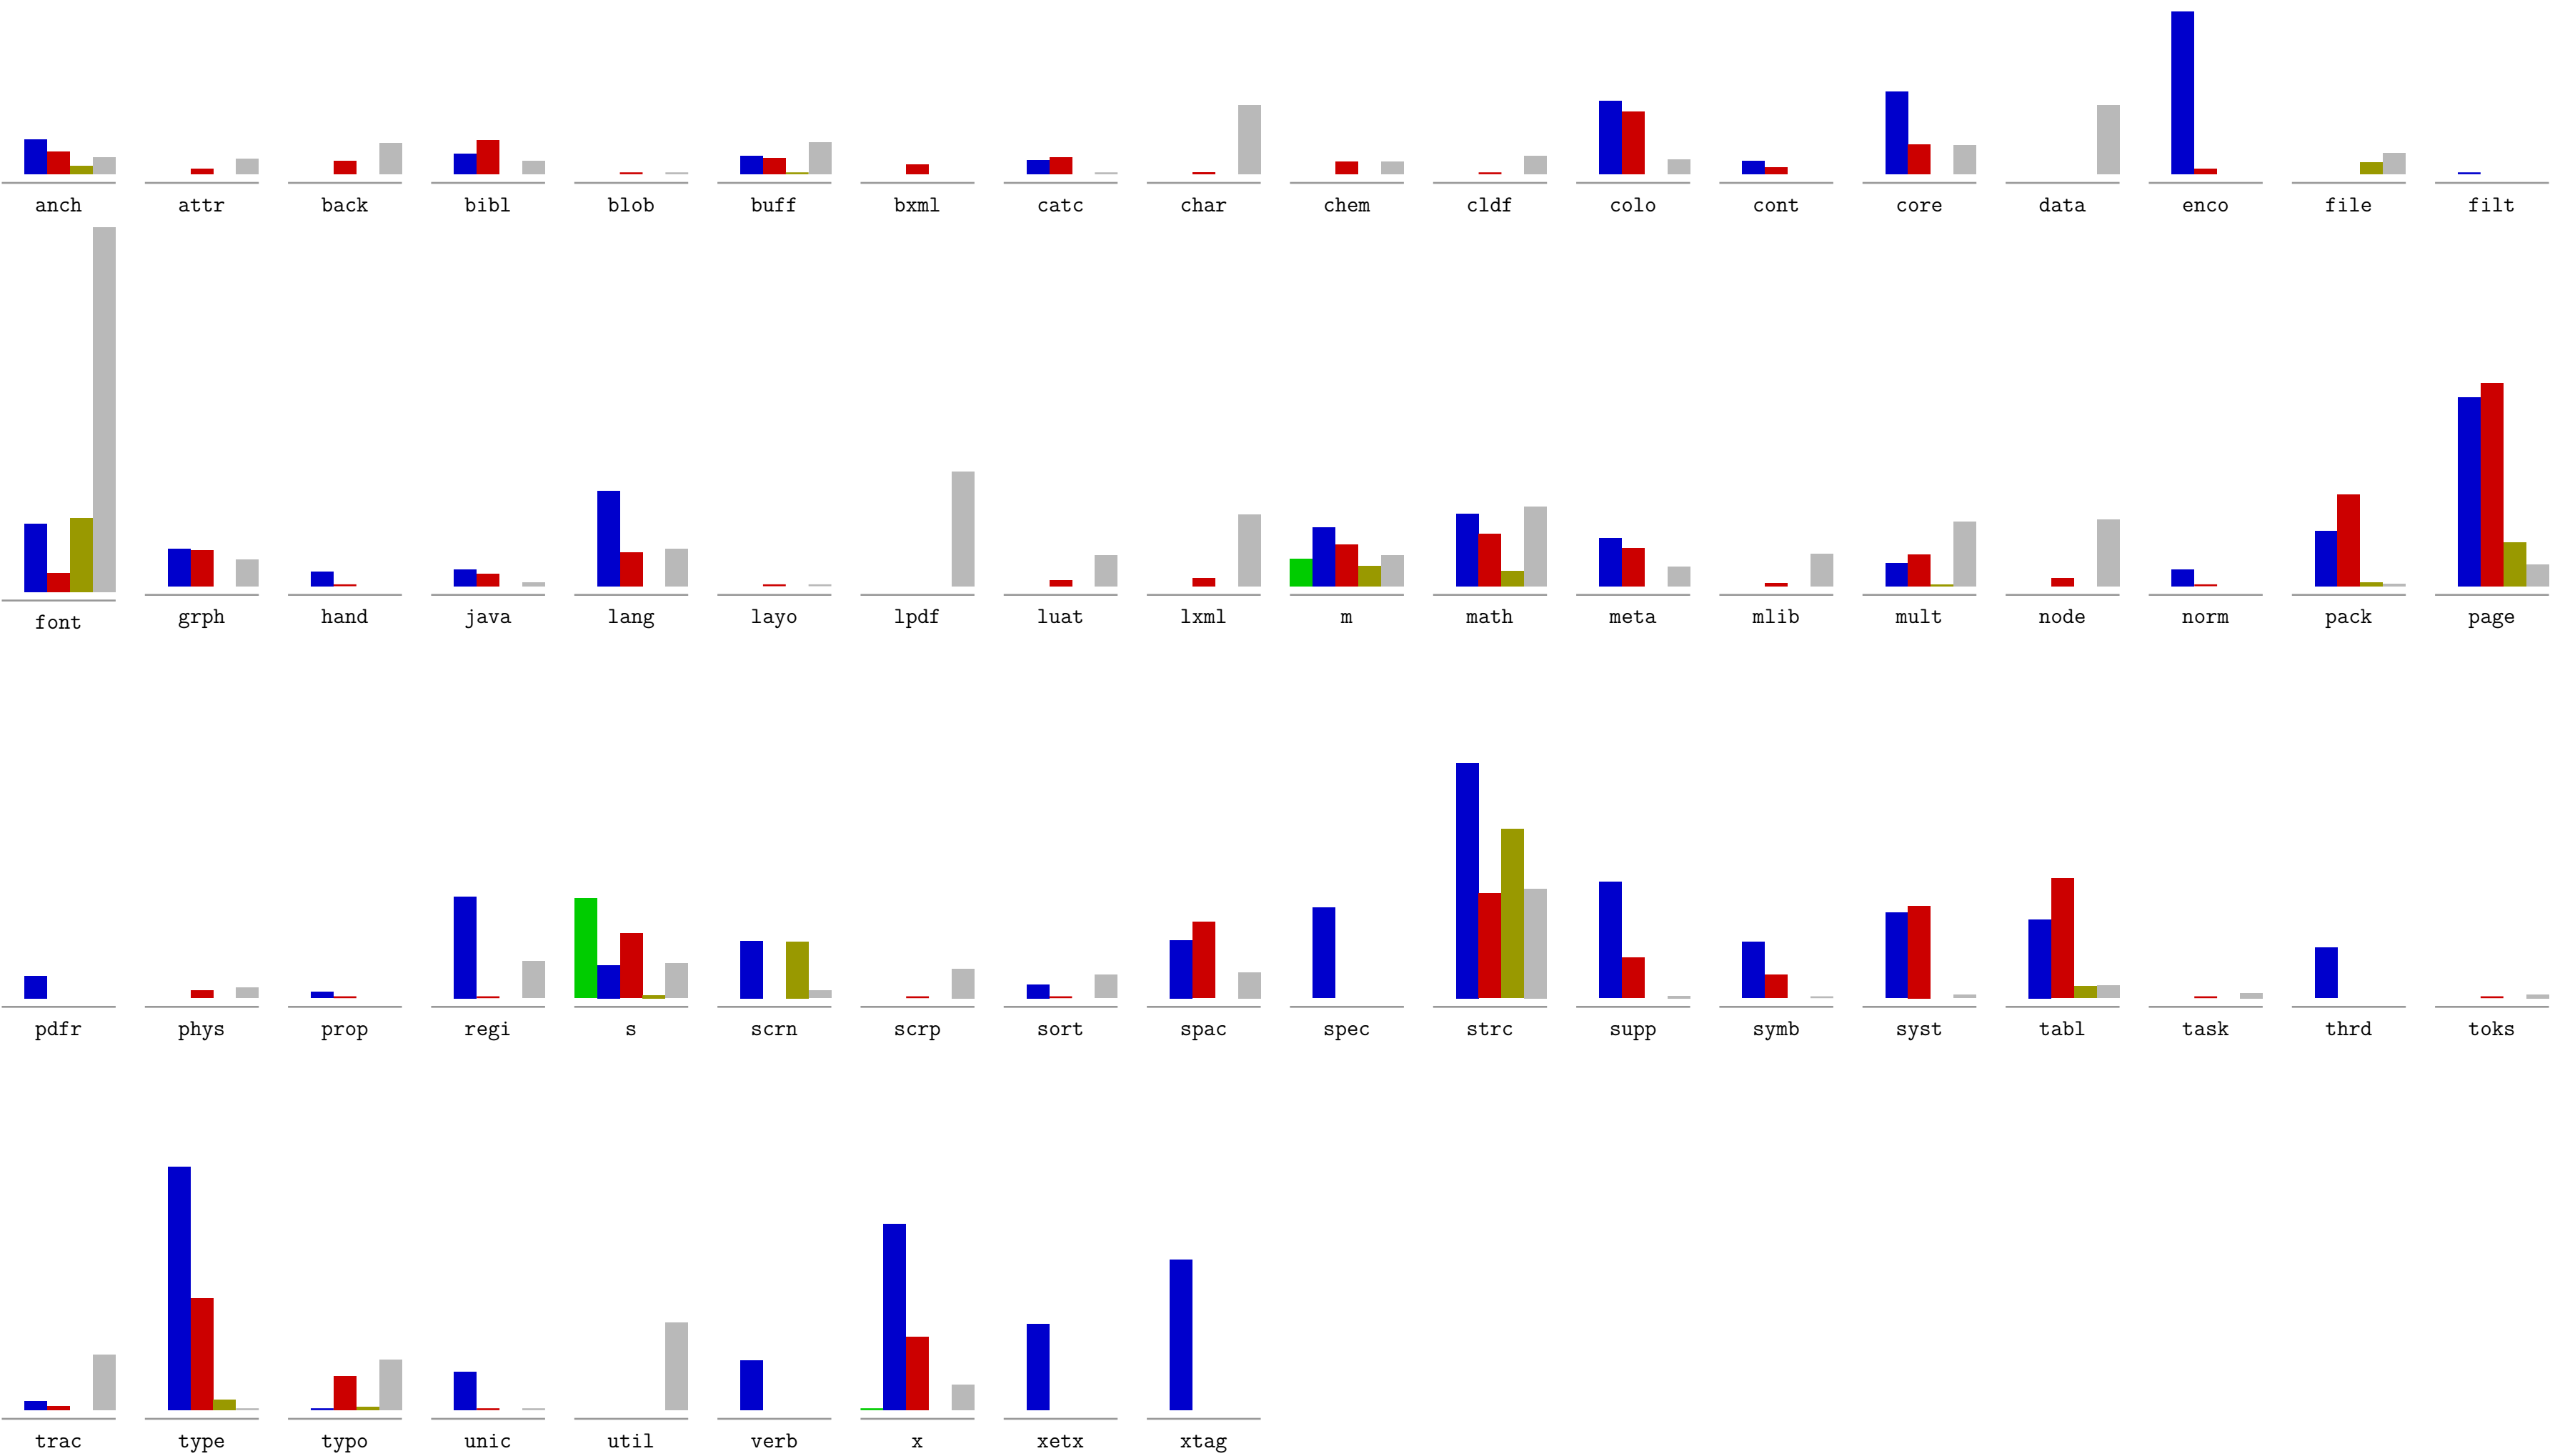 anch attr back bibl blob buff bxml catc char chem cldf colo cont core data enco file filt
font grph hand java lang layo lpdf luat lxml m math meta mlib mult node norm pack page
pdfr phys prop regi s scrn scrp sort spac spec strc supp symb syst tabl task thrd toks
trac type typo unic util verb x xetx xtag